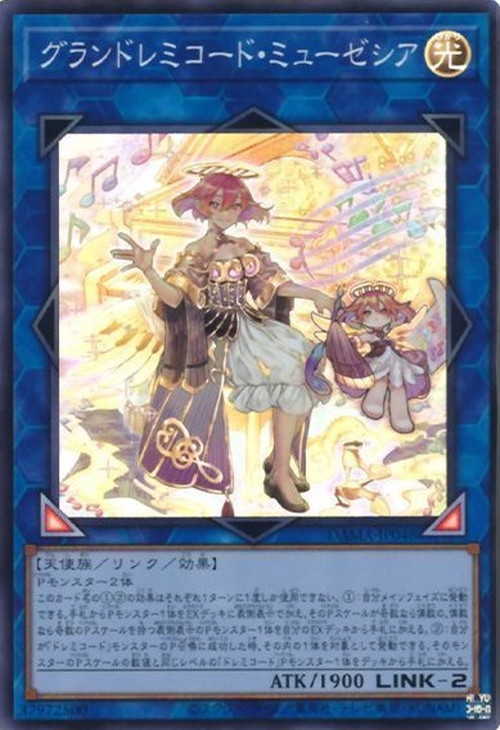 グランドレミコード・ミューゼシア
光
DAMA-JP048
【天使族／リンク／効果】
Pモンスター２体
このカード名の①②の効果はそれぞれ１ターンに１度しか使用できない。①：自分メインフェイズに発動
できる。手札からPモンスター１体をEXデッキに表側表示で加え、そのPスケールが奇数なら偶数の、偶数
なら奇数のPスケールを持つ表側表示のPモンスター１体を自分のEXデッキから手札に加える。②：自分
が「ドレミコード」モンスターのP召喚に成功した時、その内の１体を対象として発動できる。そのモンス
ターのPスケールの数値と同じレベルの「ドレミコード」Pモンスター１体をデッキから手札に加える。
ATK/1900 LINK-2